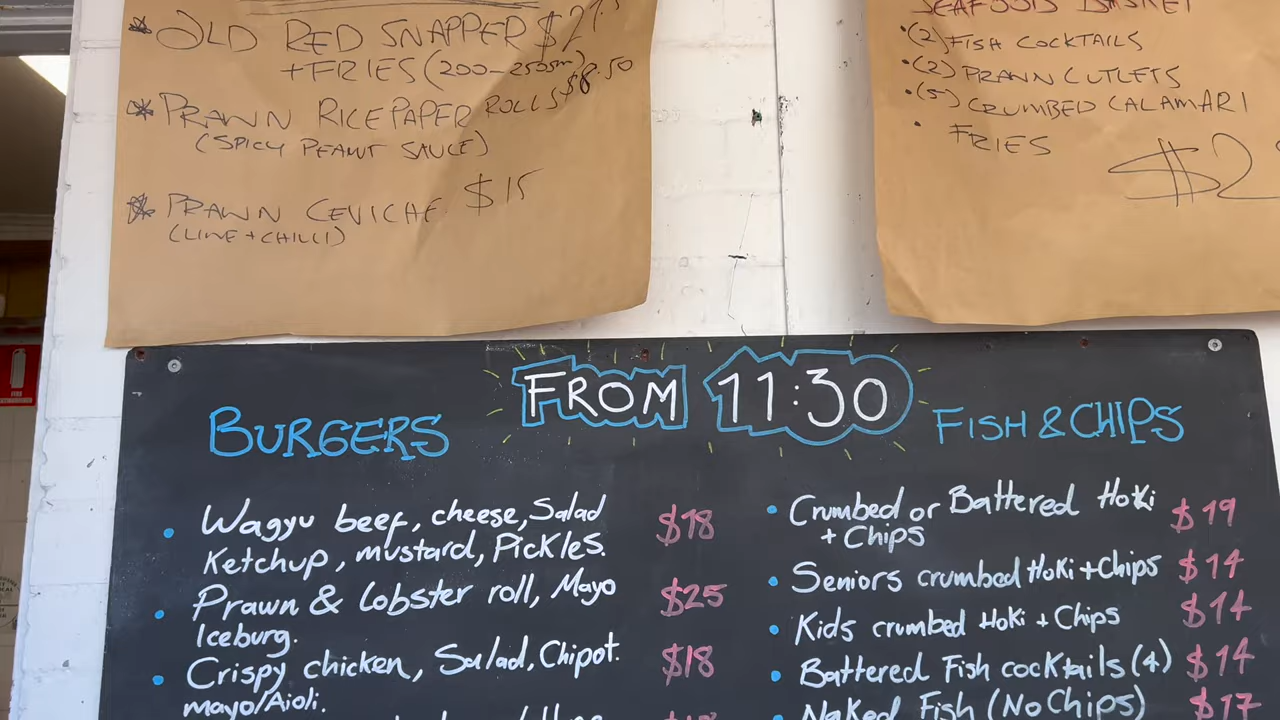 OLD RED SNAPPER
+FRIES (200-250gm)
PRAWN RICEPAPER ROLLS $8.50
(SPICY PEANUT SAUCE)
PRAWN CEVICHE $15
(LIME + CHILLI)
SEAFOOD BASKET
(2) FISH COCKTAILS
(2) PRAWN CUTLETS
(5) CRUMBED CALAMARI
FRIES
FROM 11:30
BURGERS
Wagyu beef, cheese, Salad $18
Ketchup, mustard, Pickles.
Prawn & lobster roll, Mayo $25
Iceburg.
Crispy chicken, Salad, Chipot. $18
mayo/Aioli.
FISH & CHIPS
Crumbed or Battered Hoki $19
+ Chips
Seniors crumbed Hoki + Chips $14
Kids crumbed Hoki + Chips $14
Battered Fish cocktails (4) $14
Naked Fish (No Chips) $17